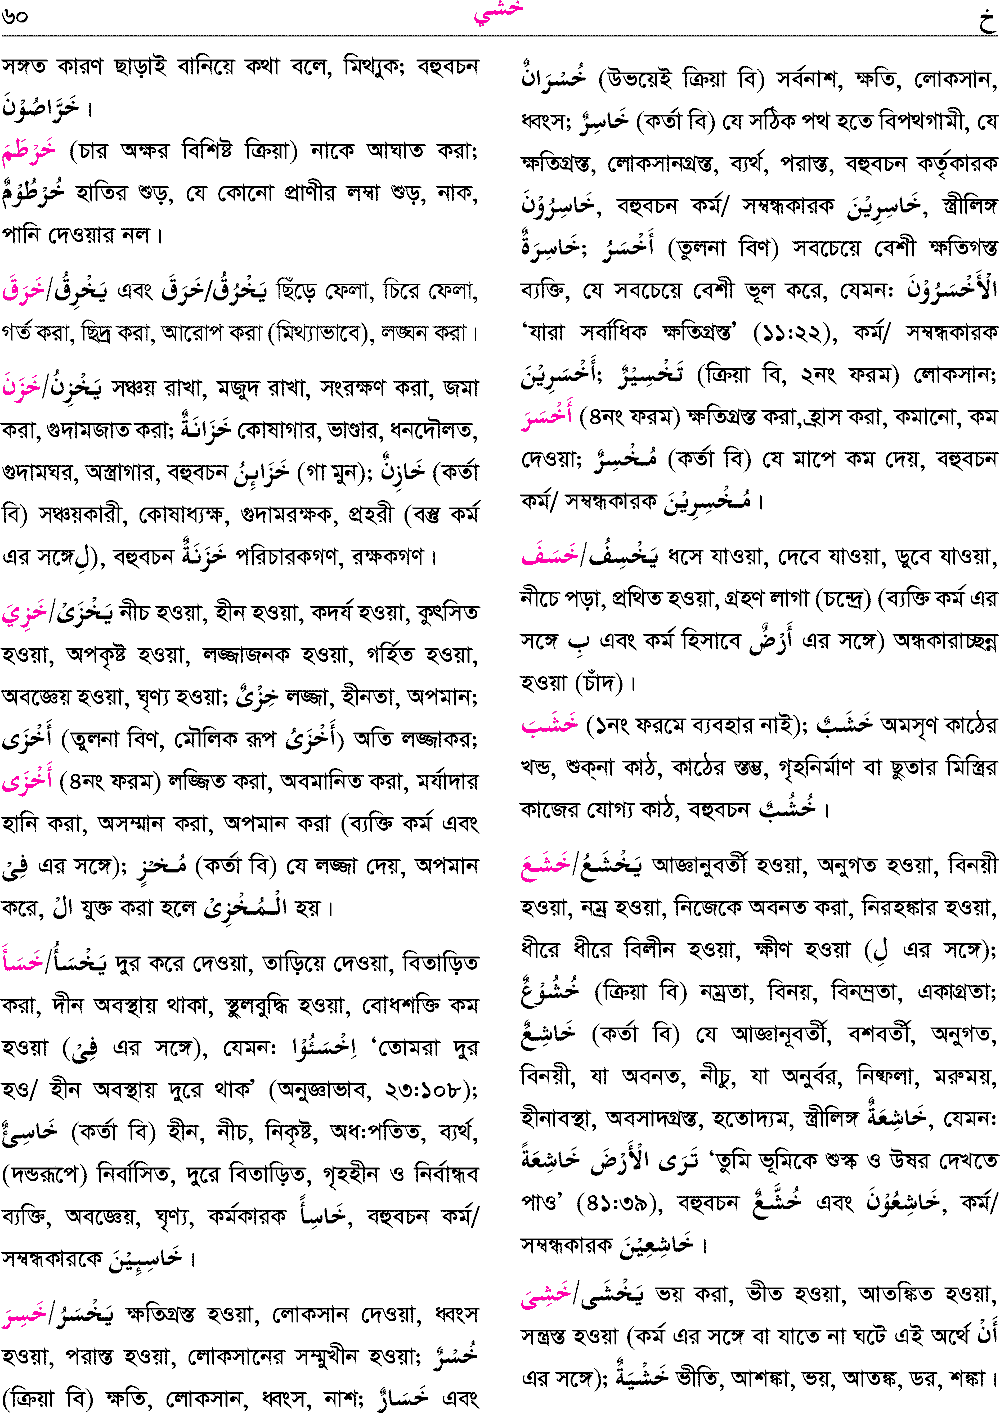 ৬০ خشي خ
সঙ্গত কারণ ছাড়াই বানিয়ে কথা বলে, মিথ্যুক; বহুবচন
خَرَّاصُوْنَ ।
خَرْطَمَ (চার অক্ষর বিশিষ্ট ক্রিয়া) নাকে আঘাত করা;
خُرْطُوْمٌ হাতির শুড়, যে কোনো প্রাণীর লম্বা শুড়, নাক,
পানি দেওয়ার নল।
خَرَقَ/يَخْرِقُ এবং خَرَقَ/يَخْرُقُ ছিঁড়ে ফেলা, চিরে ফেলা,
গর্ত করা, ছিদ্র করা, আরোপ করা (মিথ্যাভাবে), লঙ্ঘন করা।
خَزَنَ/يَخْزِنُ সঞ্চয় রাখা, মজুদ রাখা, সংরক্ষণ করা, জমা
করা, গুদামজাত করা; خَزَانَةٌ কোষাগার, ভাণ্ডার, ধনদৌলত,
গুদামঘর, অস্ত্রাগার, বহুবচন خَزَاىِٕنُ (গা মুন); خَازِنٌ (কর্তা
বি) সঞ্চয়কারী, কোষাধ্যক্ষ, গুদামরক্ষক, প্রহরী (বস্তু কর্ম
এর সঙ্গে لِ), বহুবচন خَزَنَةٌ পরিচারকগণ, রক্ষকগণ।
خَزِيَ/يَخْزَىْ নীচ হওয়া, হীন হওয়া, কদর্য হওয়া, কুৎসিত
হওয়া, অপকৃষ্ট হওয়া, লজ্জাজনক হওয়া, গর্হিত হওয়া,
অবজ্ঞেয় হওয়া, ঘৃণ্য হওয়া; خِزْىٌ লজ্জা, হীনতা, অপমান;
أَخْزَى (তুলনা বিণ, মৌলিক রূপ أَخْزَىُ) অতি লজ্জাকর;
أَخْزَى (৪নং ফরম) লজ্জিত করা, অবমানিত করা, মর্যাদার
হানি করা, অসম্মান করা, অপমান করা (ব্যক্তি কর্ম এবং
فِيْ এর সঙ্গে); مُخْزٍ (কর্তা বি) যে লজ্জা দেয়, অপমান
করে, الْ যুক্ত করা হলে الْمُخْزِىْ হয়।
خَسَأَ/يَخْسَأُ দুর করে দেওয়া, তাড়িয়ে দেওয়া, বিতাড়িত
করা, দীন অবস্থায় থাকা, স্থুলবুদ্ধি হওয়া, বোধশক্তি কম
হওয়া (فِيْ এর সঙ্গে), যেমন: اِخْسَئُوْا ‘তোমরা দুর
হও/ হীন অবস্থায় দুরে থাক’ (অনুজ্ঞাভাব, ২৩:১০৮);
خَاسِئٌ (কর্তা বি) হীন, নীচ, নিকৃষ্ট, অধ:পতিত, ব্যর্থ,
(দন্ডরূপে) নির্বাসিত, দুরে বিতাড়িত, গৃহহীন ও নির্বান্ধব
ব্যক্তি, অবজ্ঞেয়, ঘৃণ্য, কর্মকারক خَاسِأً, বহুবচন কর্ম/
সম্বন্ধকারকে خَاسِىِٕيْنَ ।
خَسِرَ/يَخْسَرُ ক্ষতিগ্রস্ত হওয়া, লোকসান দেওয়া, ধ্বংস
হওয়া, পরাস্ত হওয়া, লোকসানের সম্মুখীন হওয়া; خُسْرٌ
(ক্রিয়া বি) ক্ষতি, লোকসান, ধ্বংস, নাশ; خَسَارٌ এবং
خُسْرَانٌ (উভয়েই ক্রিয়া বি) সর্বনাশ, ক্ষতি, লোকসান,
ধ্বংস; خَاسِرٌ (কর্তা বি) যে সঠিক পথ হতে বিপথগামী, যে
ক্ষতিগ্রস্ত, লোকসানগ্রস্ত, ব্যর্থ, পরাস্ত, বহুবচন কর্তৃকারক
خَاسِرُوْنَ, বহুবচন কর্ম/ সম্বন্ধকারক خَاسِرِيْنَ, স্ত্রীলিঙ্গ
خَاسِرَةٌ; أَخْسَرُ (তুলনা বিণ) সবচেয়ে বেশী ক্ষতিগস্ত
ব্যক্তি, যে সবচেয়ে বেশী ভূল করে, যেমন: الْأَخْسَرُوْنَ
‘যারা সর্বাধিক ক্ষতিগ্রস্ত’ (১১:২২), কর্ম/ সম্বন্ধকারক
أَخْسَرِيْنَ; تَخْسِيْرٌ (ক্রিয়া বি, ২নং ফরম) লোকসান;
أَخْسَرَ (৪নং ফরম) ক্ষতিগ্রস্ত করা, হ্রাস করা, কমানো, কম
দেওয়া; مُخْسِرٌ (কর্তা বি) যে মাপে কম দেয়, বহুবচন
কর্ম/ সম্বন্ধকারক مُخْسِرِيْنَ ।
خَسَفَ/يَخْسِفُ ধসে যাওয়া, দেবে যাওয়া, ডুবে যাওয়া,
নীচে পড়া, প্রথিত হওয়া, গ্রহণ লাগা (চন্দ্রে) (ব্যক্তি কর্ম এর
সঙ্গে بِ এবং কর্ম হিসাবে أَرْضٌ এর সঙ্গে) অন্ধকারাচ্ছন্ন
হওয়া (চাঁদ)।
خَشَبَ (১নং ফরমে ব্যবহার নাই); خَشَبٌ অমসৃণ কাঠের
খন্ড, শুক্‌না কাঠ, কাঠের স্তম্ভ, গৃহনির্মাণ বা ছুতার মিস্ত্রির
কাজের যোগ্য কাঠ, বহুবচন خُشُبٌ ।
خَشَعَ/يَخْشَعُ আজ্ঞানুবর্তী হওয়া, অনুগত হওয়া, বিনয়ী
হওয়া, নম্র হওয়া, নিজেকে অবনত করা, নিরহঙ্কার হওয়া,
ধীরে ধীরে বিলীন হওয়া, ক্ষীণ হওয়া (لِ এর সঙ্গে);
خُشُوْعٌ (ক্রিয়া বি) নম্রতা, বিনয়, বিনম্রতা, একাগ্রতা;
خَاشِعٌ (কর্তা বি) যে আজ্ঞানূবর্তী, বশবর্তী, অনুগত,
বিনয়ী, যা অবনত, নীচু, যা অনুর্বর, নিষ্ফলা, মরুময়,
হীনাবস্থা, অবসাদগ্রস্ত, হতোদ্যম, স্ত্রীলিঙ্গ خَاشِعَةٌ, যেমন:
تَرَى الْأَرْضَ خَاشِعَةً ‘তুমি ভূমিকে শুস্ক ও উষর দেখতে
পাও’ (৪১:৩৯), বহুবচন خُشَّعٌ এবং خَاشِعُوْنَ, কর্ম/
সম্বন্ধকারক خَاشِعِيْنَ ।
خَشِىَ/يَخْشَى ভয় করা, ভীত হওয়া, আতঙ্কিত হওয়া,
সন্ত্রস্ত হওয়া (কর্ম এর সঙ্গে বা যাতে না ঘটে এই অর্থে أَنْ
এর সঙ্গে); خَشْيَةٌ ভীতি, আশঙ্কা, ভয়, আতঙ্ক, ডর, শঙ্কা।